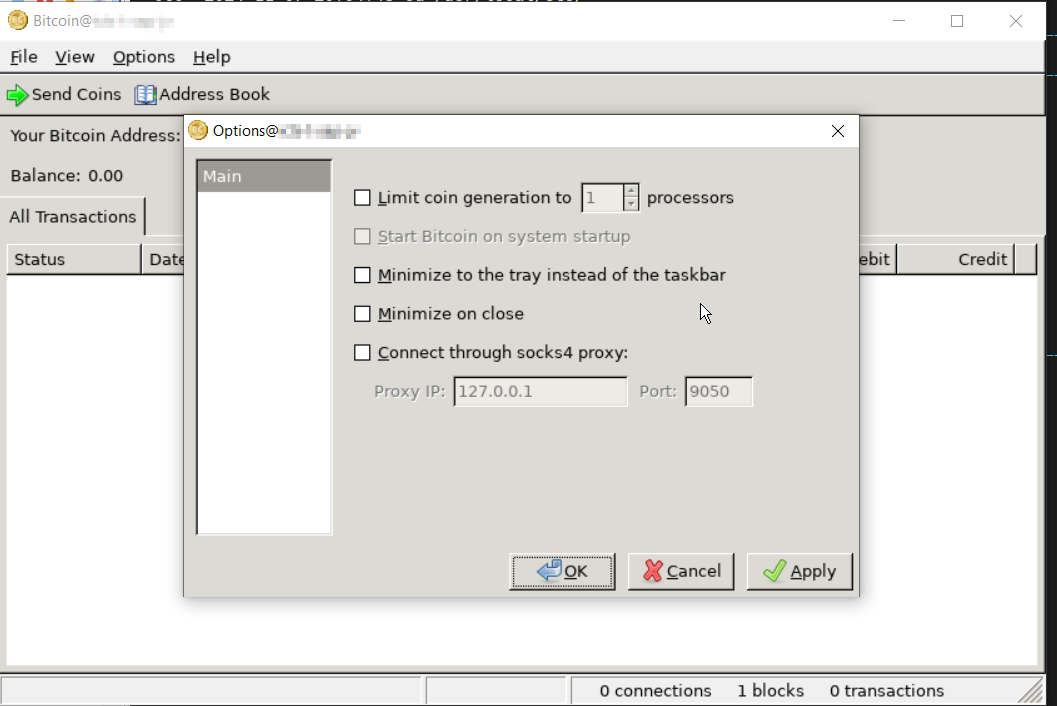 Bitcoin@
File View Options Help
Send Coins Address Book
Your Bitcoin Address:
Options@
Balance: 0.00
Main
All Transactions
Limit coin generation to 1 processors
Start Bitcoin on system startup
Status Date ebit Credit
Minimize to the tray instead of the taskbar
Minimize on close
Connect through socks4 proxy:
Proxy IP: 127.0.0.1 Port: 9050
OK Cancel Apply
0 connections 1 blocks 0 transactions